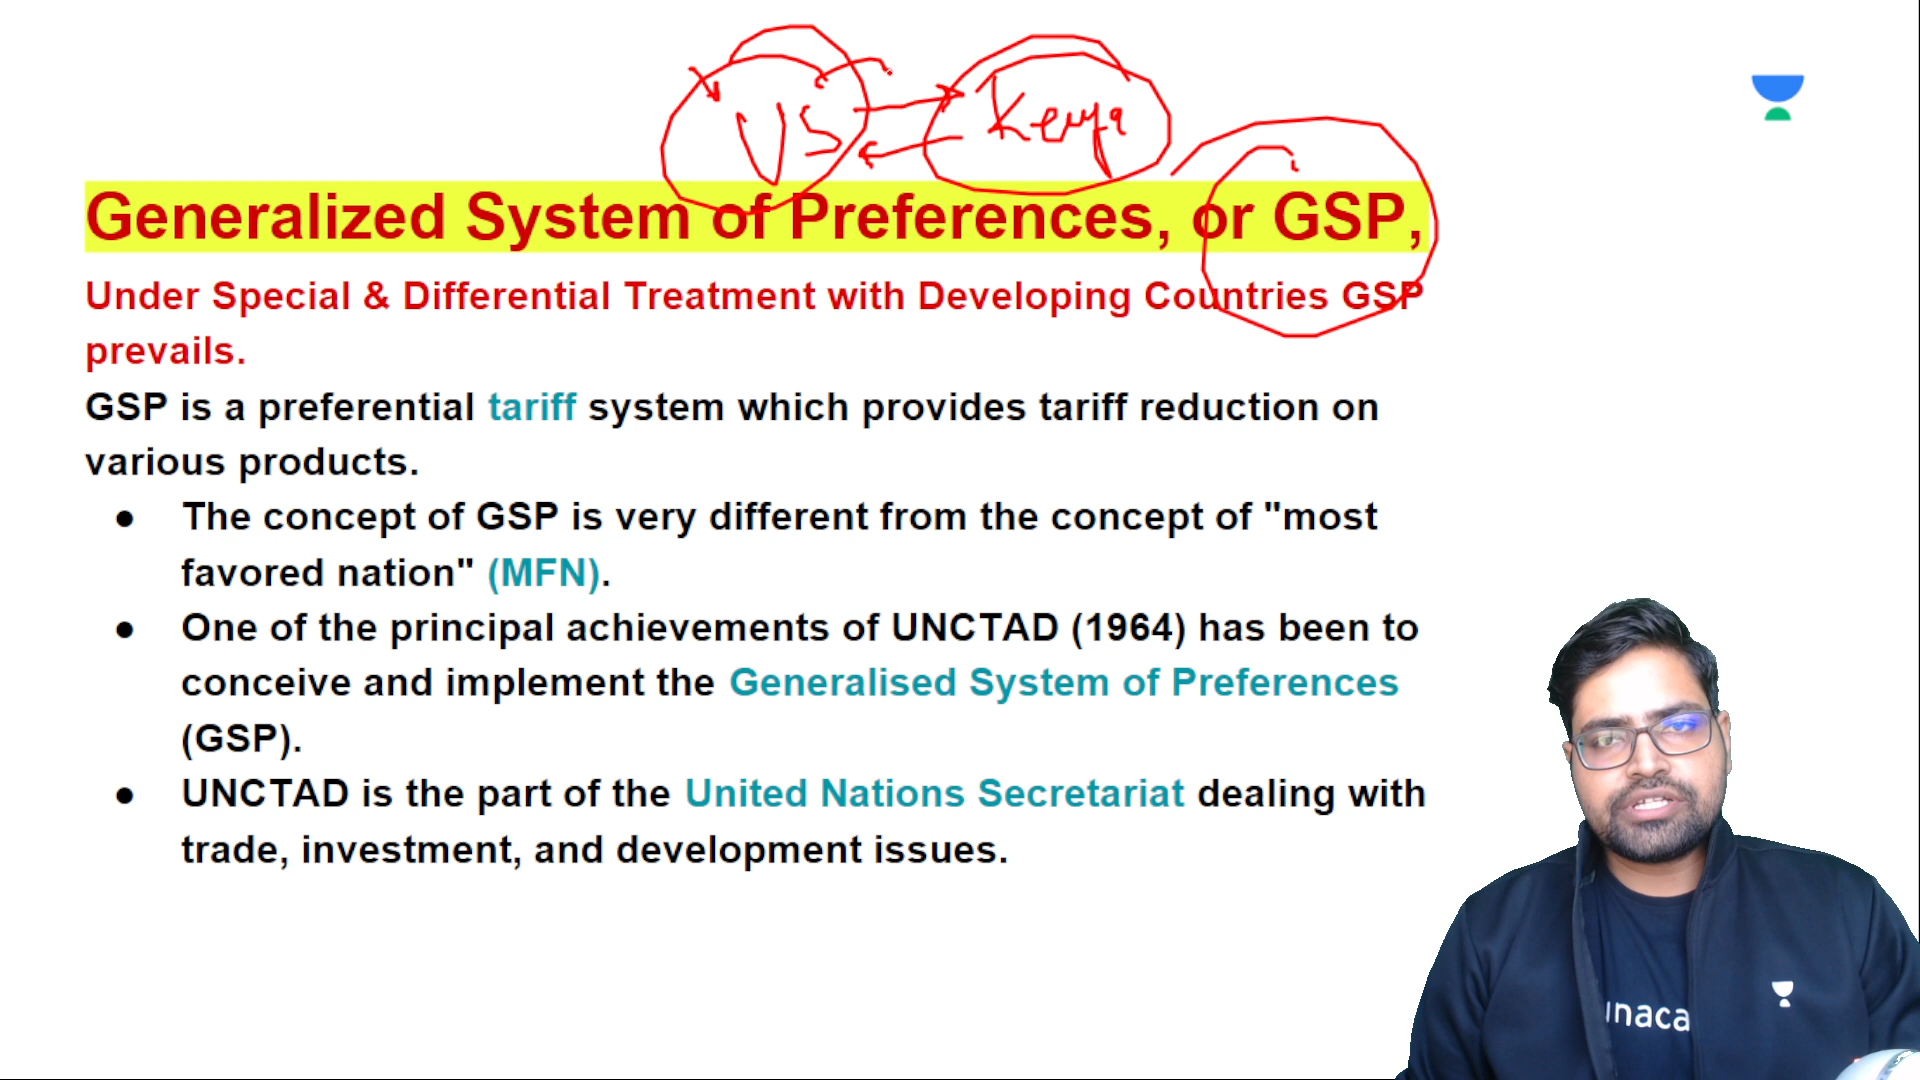 US Kenya
Generalized System of Preferences, or GSP,
Under Special & Differential Treatment with Developing Countries GSP
prevails.
GSP is a preferential tariff system which provides tariff reduction on
various products.
● The concept of GSP is very different from the concept of "most
favored nation" (MFN).
● One of the principal achievements of UNCTAD (1964) has been to
conceive and implement the Generalised System of Preferences
(GSP).
● UNCTAD is the part of the United Nations Secretariat dealing with
trade, investment, and development issues.
unaca